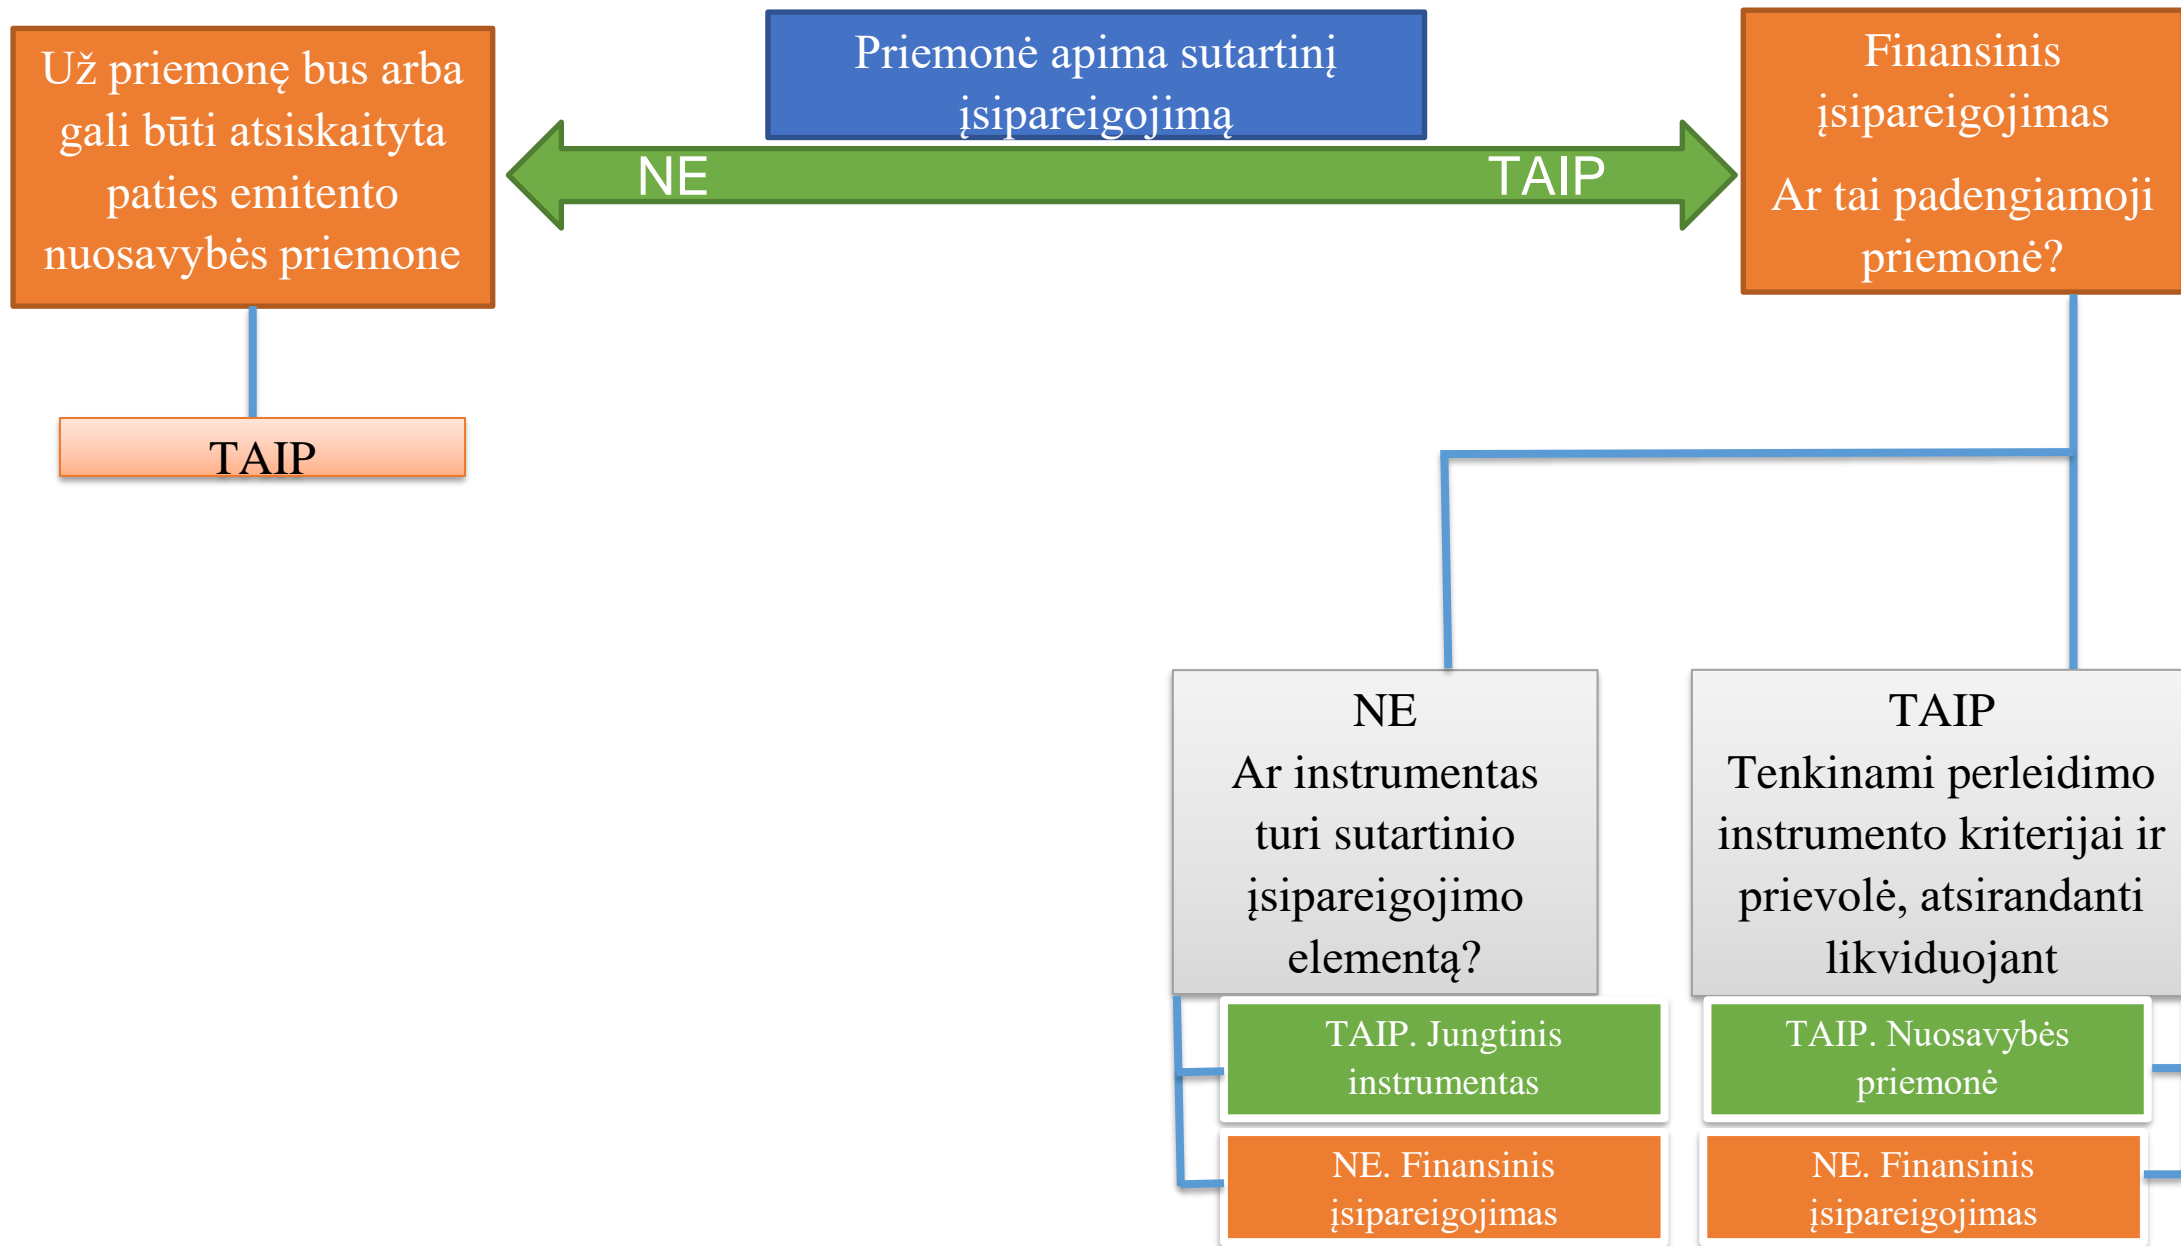 Už priemonę bus arba
gali būti atsiskaityta
paties emitento
nuosavybės priemone
Priemonė apima sutartinį
įsipareigojimą
NE
TAIP
Finansinis
įsipareigojimas
Ar tai padengiamoji
priemonė?
TAIP
NE
Ar instrumentas
turi sutartinio
įsipareigojimo
elementą?
TAIP. Jungtinis
instrumentas
NE. Finansinis
įsipareigojimas
TAIP
Tenkinami perleidimo
instrumento kriterijai ir
prievolė, atsirandanti
likviduojant
TAIP. Nuosavybės
priemonė
NE. Finansinis
įsipareigojimas